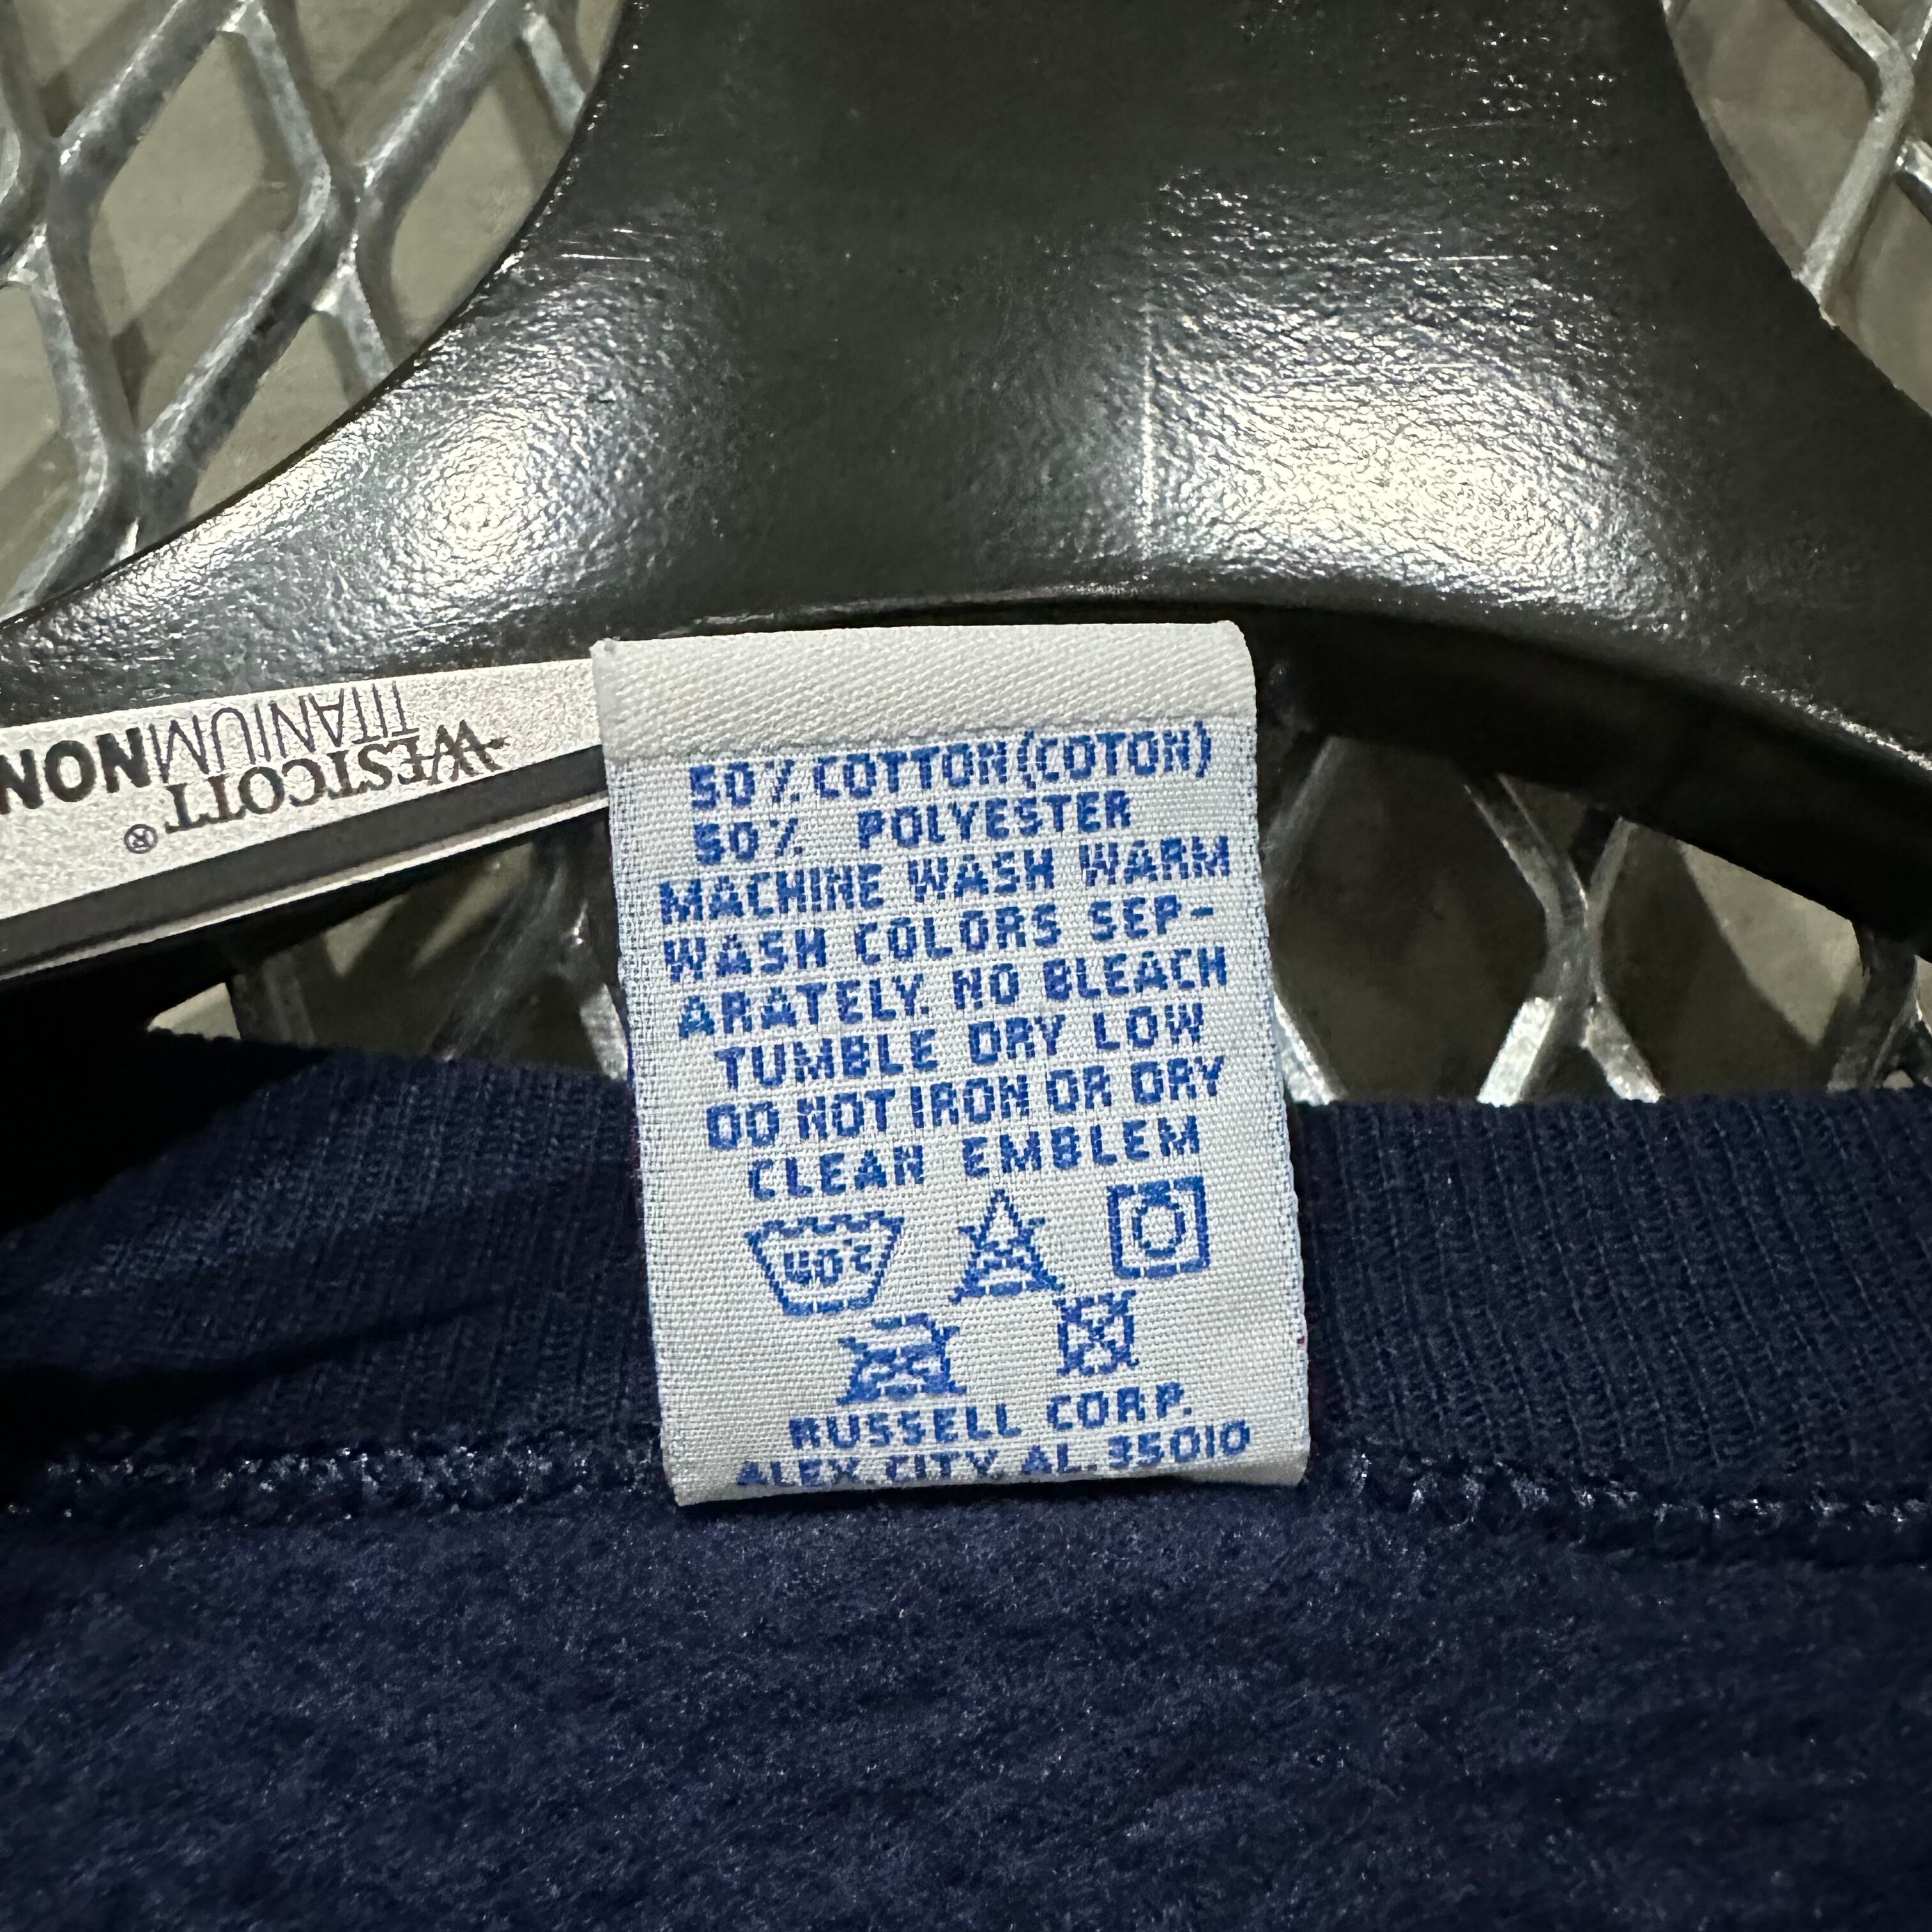 WESTCOTT®
TITANIUMNON
50% COTTON(COTON)
50% POLYESTER
MACHINE WASH WARM
WASH COLORS SEP-
ARATELY. NO BLEACH
TUMBLE DRY LOW
DO NOT IRON OR DRY
CLEAN EMBLEM
40°C
RUSSELL CORP.
ALEX. CITY AL. 35010